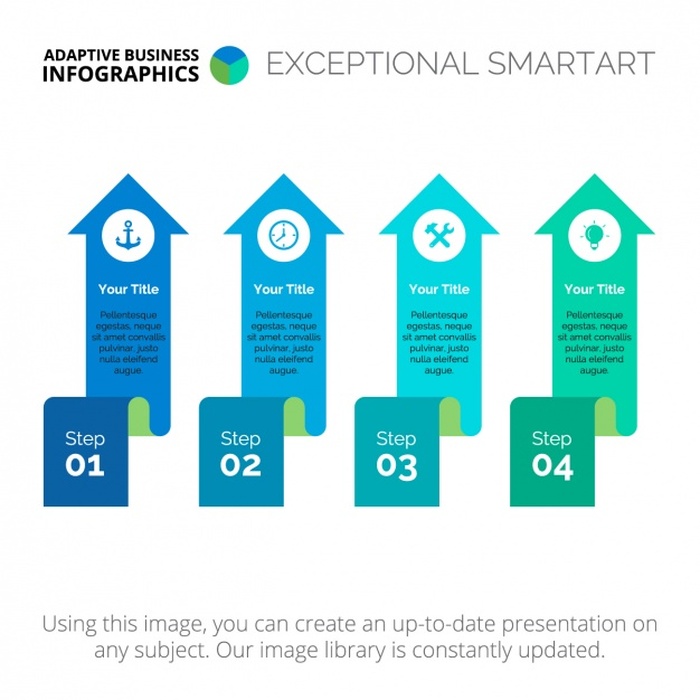 ADAPTIVE BUSINESS
INFOGRAPHICS
EXCEPTIONAL SMARTART
Your Title
Pellentesque
egestas, neque
sit amet convallis
pulvinar, justo
nulla eleifend
augue.
Step
01
Your Title
Pellentesque
egestas, neque
sit amet convallis
pulvinar, justo
nulla eleifend
augue.
Step
02
Your Title
Pellentesque
egestas, neque
sit amet convallis
pulvinar, justo
nulla eleifend
augue.
Step
03
Your Title
Pellentesque
egestas, neque
sit amet convallis
pulvinar, justo
nulla eleifend
augue.
Step
04
Using this image, you can create an up-to-date presentation on
any subject. Our image library is constantly updated.